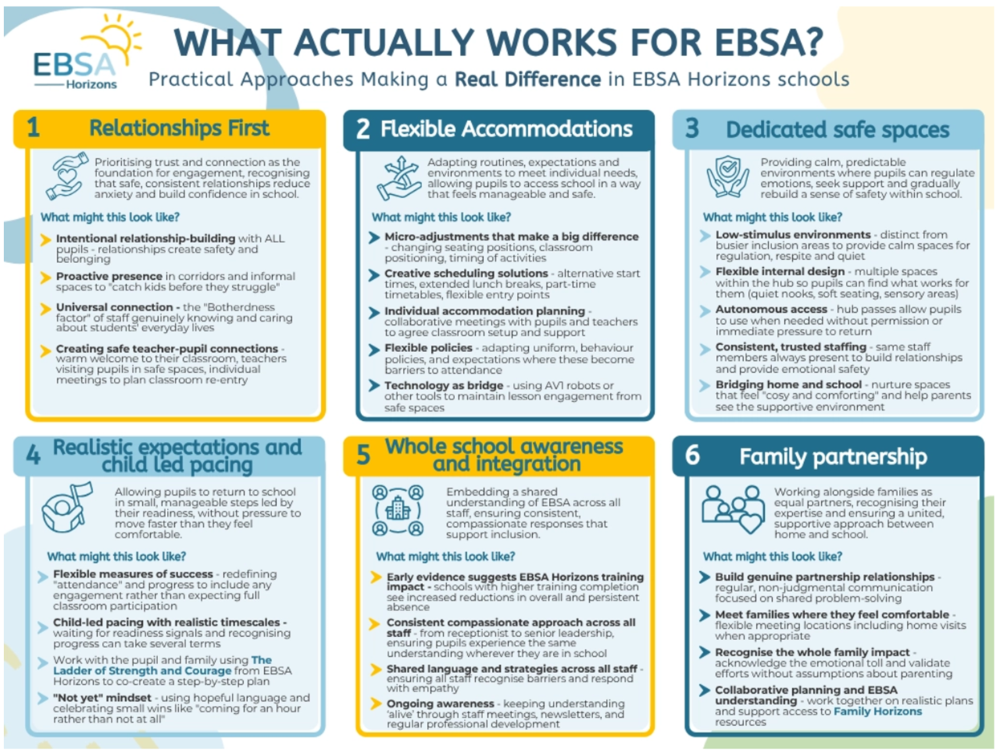 EBSA
Horizons
WHAT ACTUALLY WORKS FOR EBSA?
Practical Approaches Making a Real Difference in EBSA Horizons schools
1 Relationships First
Prioritising trust and connection as the
foundation for engagement, recognising
that safe, consistent relationships reduce
anxiety and build confidence in school.
What might this look like?
Intentional relationship-building with ALL
pupils - relationships create safety and
belonging
Proactive presence in corridors and informal
spaces to "catch kids before they struggle"
Universal connection - the "Botherdness
factor" of staff genuinely knowing and caring
about students' everyday lives
Creating safe teacher-pupil connections -
warm welcome to their classroom, teachers
visiting pupils in safe spaces, individual
meetings to plan classroom re-entry
2 Flexible Accommodations
Adapting routines, expectations and
environments to meet individual needs,
allowing pupils to access school in a way
that feels manageable and safe.
What might this look like?
Micro-adjustments that make a big difference
- changing seating positions, classroom
positioning, timing of activities
Creative scheduling solutions - alternative start
times, extended lunch breaks, part-time
timetables, flexible entry points
Individual accommodation planning -
collaborative meetings with pupils and teachers
to agree classroom setup and support
Flexible policies - adapting uniform, behaviour
policies, and expectations where these become
barriers to attendance
Technology as bridge - using AV1 robots or
other tools to maintain lesson engagement from
safe spaces
3 Dedicated safe spaces
Providing calm, predictable
environments where pupils can regulate
emotions, seek support and gradually
rebuild a sense of safety within school.
What might this look like?
Low-stimulus environments - distinct from
busier inclusion areas to provide calm spaces for
regulation, respite and quiet
Flexible internal design - multiple spaces
within the hub so pupils can find what works for
them (quiet nooks, soft seating, sensory areas)
Autonomous access - hub passes allow pupils
to use when needed without permission or
immediate pressure to return
Consistent, trusted staffing - same staff
members always present to build relationships
and provide emotional safety
Bridging home and school - nurture spaces
that feel "cosy and comforting" and help parents
see the supportive environment
4 Realistic expectations and
child led pacing
Allowing pupils to return to school
in small, manageable steps led by
their readiness, without pressure to
move faster than they feel
comfortable.
What might this look like?
Flexible measures of success - redefining
"attendance" and progress to include any
engagement rather than expecting full
classroom participation
Child-led pacing with realistic timescales -
waiting for readiness signals and recognising
progress can take several terms
Work with the pupil and family using The
Ladder of Strength and Courage from EBSA
Horizons to co-create a step-by-step plan
"Not yet" mindset - using hopeful language and
celebrating small wins like "coming for an hour
rather than not at all"
5 Whole school awareness
and integration
Embedding a shared
understanding of EBSA across all
staff, ensuring consistent,
compassionate responses that
support inclusion.
What might this look like?
Early evidence suggests EBSA Horizons training
impact - schools with higher training completion
see increased reductions in overall and persistent
absence
Consistent compassionate approach across all
staff - from receptionist to senior leadership,
ensuring pupils experience the same
understanding wherever they are in school
Shared language and strategies across all staff -
ensuring all staff recognise barriers and respond
with empathy
Ongoing awareness - keeping understanding
'alive' through staff meetings, newsletters, and
regular professional development
6 Family partnership
Working alongside families as
equal partners, recognising their
expertise and ensuring a united,
supportive approach between
home and school.
What might this look like?
Build genuine partnership relationships -
regular, non-judgmental communication
focused on shared problem-solving
Meet families where they feel comfortable -
flexible meeting locations including home visits
when appropriate
Recognise the whole family impact -
acknowledge the emotional toll and validate
efforts without assumptions about parenting
Collaborative planning and EBSA
understanding - work together on realistic plans
and support access to Family Horizons
resources